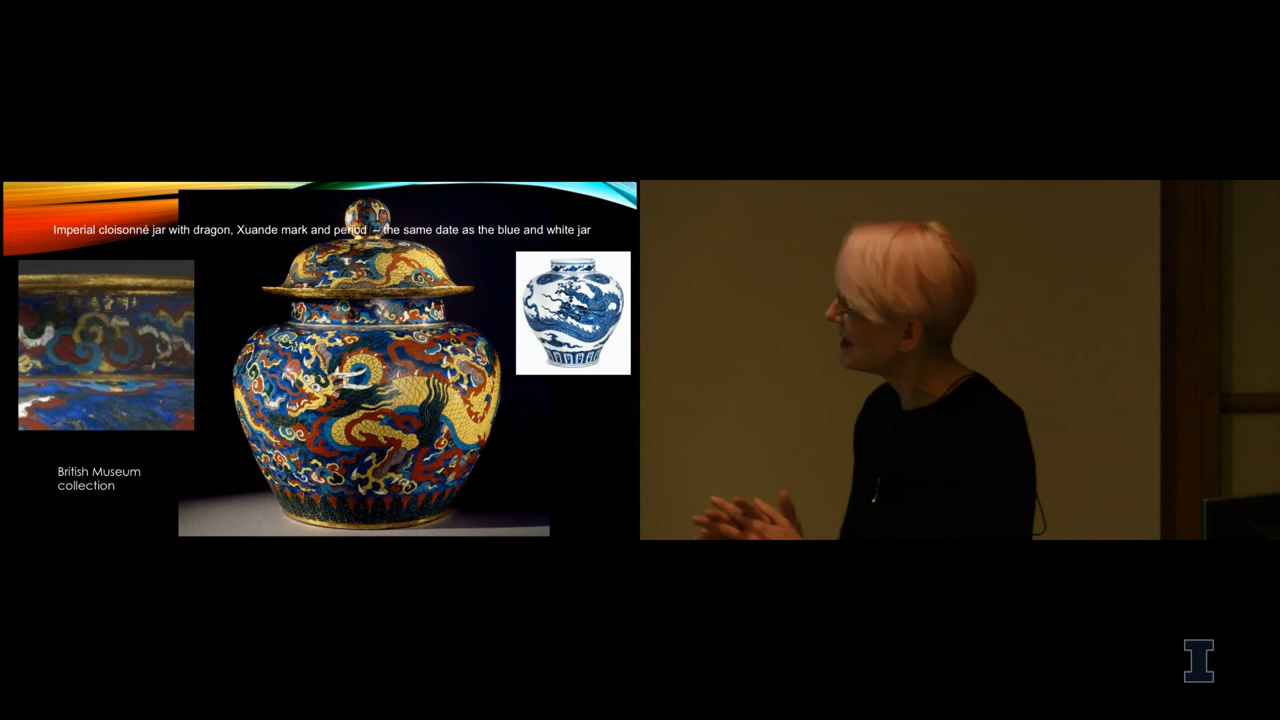 Imperial cloisonné jar with dragon, Xuande mark and period – the same date as the blue and white jar
British Museum
collection
I